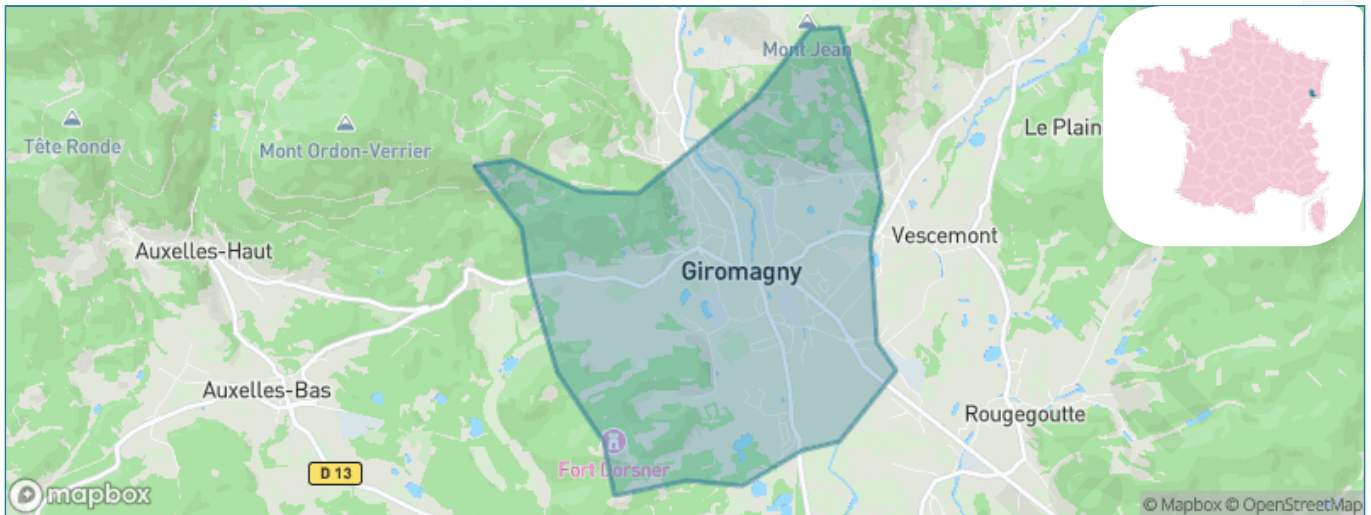 Mont Jean
Le Plain
Tête Ronde
Mont Ordon-Verrier
Auxelles-Haut
Vescemont
Giromagny
Auxelles-Bas
Rougegoutte
Fort Dorsner
D 13
mapbox
© Mapbox © OpenStreetMap